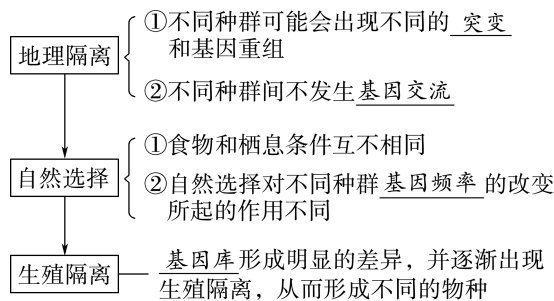 地理隔离
①不同种群可能会出现不同的 突变
和基因重组
②不同种群间不发生基因交流
自然选择
①食物和栖息条件互不相同
②自然选择对不同种群基因频率的改变
所起的作用不同
生殖隔离
基因库形成明显的差异，并逐渐出现
生殖隔离，从而形成不同的物种